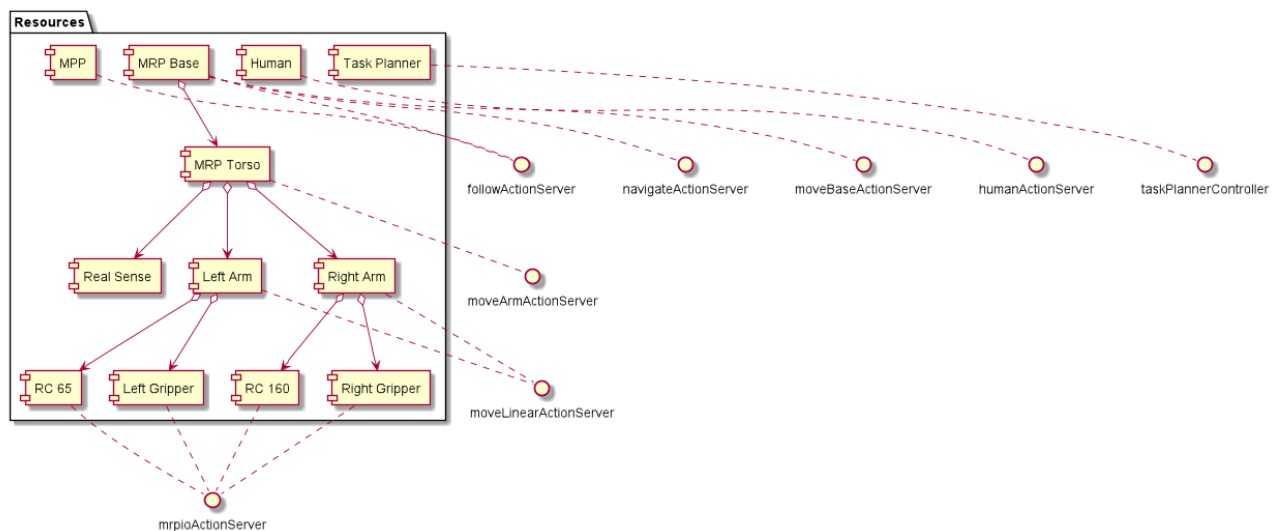 Resources
MPP
MRP Base
Human
Task Planner
MRP Torso
followActionServer
navigateActionServer
moveBaseActionServer
humanActionServer
taskPlannerController
Real Sense
Left Arm
Right Arm
moveArmActionServer
RC 65
Left Gripper
RC 160
Right Gripper
moveLinearActionServer
mrpioActionServer